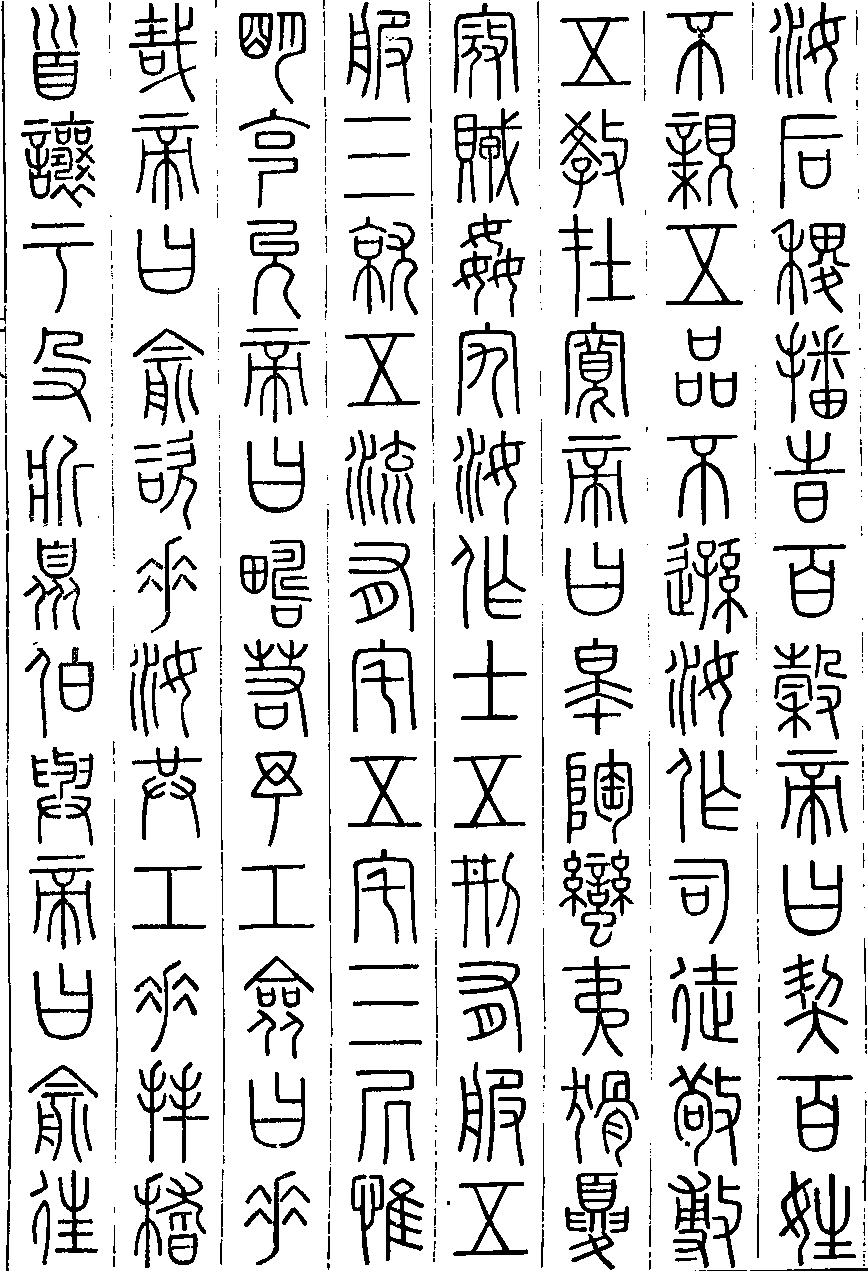 汝后稷播旹百穀帝曰契百姓
不親五品不遜汝作司徒敬敷
五敎在寬帝曰皋陶蠻夷猾夏
寇賊姦宄汝作士五刑有服五
服三就五流有宅五宅三居惟
明克允帝曰疇若予工僉曰垂
哉帝曰俞咨垂汝共工垂拜稽
首讓于殳斨暨伯與帝曰俞往